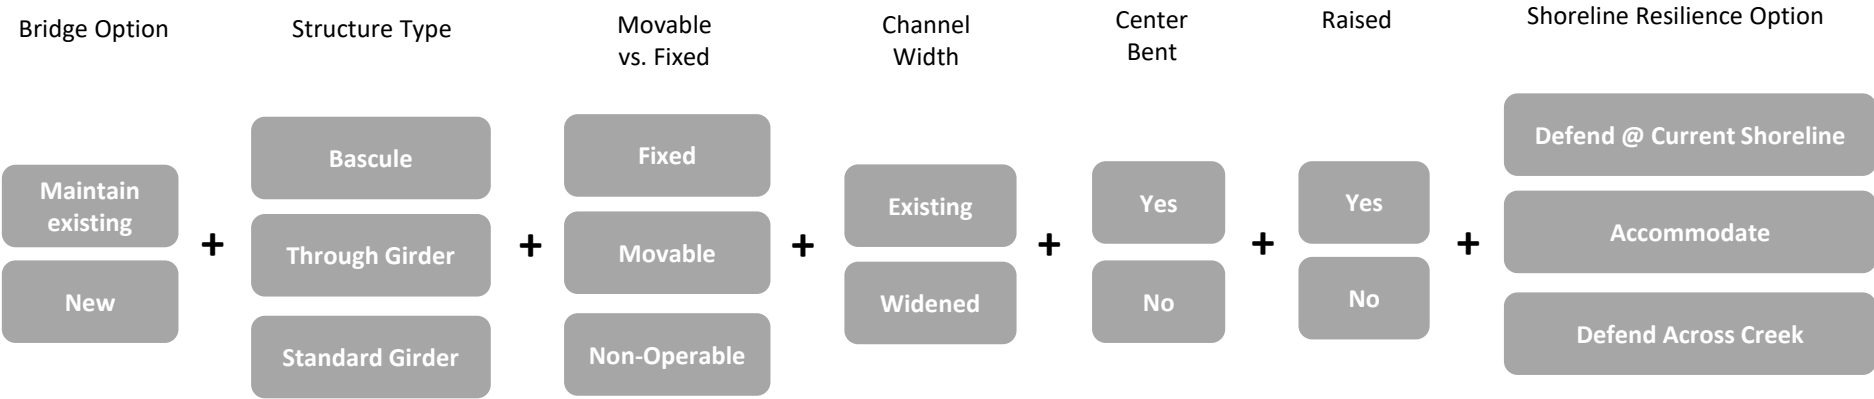 Bridge Option
Structure Type
Movable
vs. Fixed
Channel
Width
Center
Bent
Raised
Shoreline Resilience Option
Maintain
existing
New
+
Bascule
Through Girder
Standard Girder
+
Fixed
Movable
Non-Operable
+
Existing
Widened
+
Yes
No
+
Yes
No
+
Defend @ Current Shoreline
Accommodate
Defend Across Creek